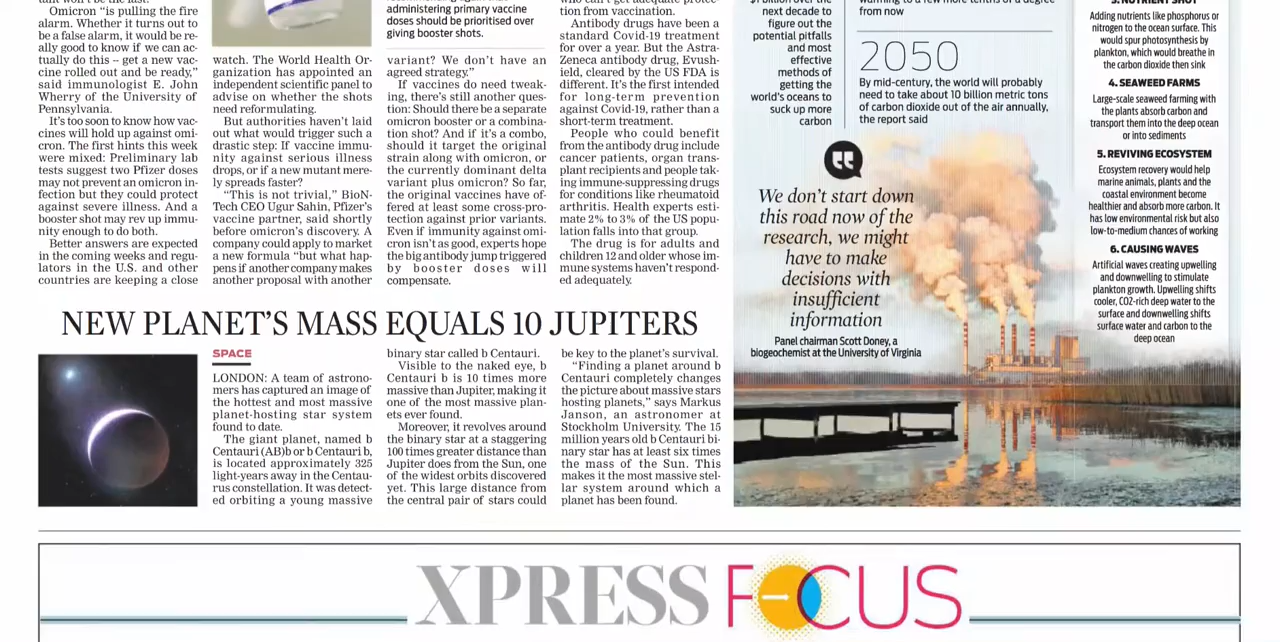 Omicron “is pulling the fire
alarm. Whether it turns out to
be a false alarm, it would be re-
ally good to know if we can ac-
tually do this -- get a new vac-
cine rolled out and be ready,”
said immunologist E. John
Wherry of the University of
Pennsylvania.
It’s too soon to know how vac-
cines will hold up against omi-
cron. The first hints this week
were mixed: Preliminary lab
tests suggest two Pfizer doses
may not prevent an omicron in-
fection but they could protect
against severe illness. And a
booster shot may rev up immu-
nity enough to do both.
Better answers are expected
in the coming weeks and regu-
lators in the U.S. and other
countries are keeping a close
watch. The World Health Or-
ganization has appointed an
independent scientific panel to
advise on whether the shots
need reformulating.
But authorities haven’t laid
out what would trigger such a
drastic step: If vaccine immu-
nity against serious illness
drops, or if a new mutant mere-
ly spreads faster?
“This is not trivial,” BioN-
Tech CEO Ugur Sahin, Pfizer’s
vaccine partner, said shortly
before omicron’s discovery. A
company could apply to market
a new formula “but what hap-
pens if another company makes
another proposal with another
administering primary vaccine
doses should be prioritised over
giving booster shots.
variant? We don’t have an
agreed strategy.”
If vaccines do need tweak-
ing, there’s still another ques-
tion: Should there be a separate
omicron booster or a combina-
tion shot? And if it’s a combo,
should it target the original
strain along with omicron, or
the currently dominant delta
variant plus omicron? So far,
the original vaccines have of-
fered at least some cross-pro-
tection against prior variants.
Even if immunity against omi-
cron isn’t as good, experts hope
the big antibody jump triggered
by booster doses will
compensate.
tion from vaccination.
Antibody drugs have been a
standard Covid-19 treatment
for over a year. But the Astra-
Zeneca antibody drug, Evush-
ield, cleared by the US FDA is
different. It’s the first intended
for long-term prevention
against Covid-19, rather than a
short-term treatment.
People who could benefit
from the antibody drug include
cancer patients, organ trans-
plant recipients and people tak-
ing immune-suppressing drugs
for conditions like rheumatoid
arthritis. Health experts esti-
mate 2% to 3% of the US popu-
lation falls into that group.
The drug is for adults and
children 12 and older whose im-
mune systems haven’t respond-
ed adequately.
next decade to
figure out the
potential pitfalls
and most
effective
methods of
getting the
world’s oceans to
suck up more
carbon
warming to a few more tenths of a degree
from now
2050
By mid-century, the world will probably
need to take about 10 billion metric tons
of carbon dioxide out of the air annually,
the report said
We don’t start down
this road now of the
research, we might
have to make
decisions with
insufficient
information
Panel chairman Scott Doney, a
biogeochemist at the University of Virginia
3. NUTRIENT SHOT
Adding nutrients like phosphorus or
nitrogen to the ocean surface. This
would spur photosynthesis by
plankton, which would breathe in
the carbon dioxide then sink
4. SEAWEED FARMS
Large-scale seaweed farming with
the plants absorb carbon and
transport them into the deep ocean
or into sediments
5. REVIVING ECOSYSTEM
Ecosystem recovery would help
marine animals, plants and the
coastal environment become
healthier and absorb more carbon. It
has low environmental risk but also
low-to-medium chances of working
6. CAUSING WAVES
Artificial waves creating upwelling
and downwelling to stimulate
plankton growth. Upwelling shifts
cooler, CO2-rich deep water to the
surface and downwelling shifts
surface water and carbon to the
deep ocean
NEW PLANET’S MASS EQUALS 10 JUPITERS
SPACE
LONDON: A team of astrono-
mers has captured an image of
the hottest and most massive
planet-hosting star system
found to date.
The giant planet, named b
Centauri (AB)b or b Centauri b,
is located approximately 325
light-years away in the Centau-
rus constellation. It was detect-
ed orbiting a young massive
binary star called b Centauri.
Visible to the naked eye, b
Centauri b is 10 times more
massive than Jupiter, making it
one of the most massive plan-
ets ever found.
Moreover, it revolves around
the binary star at a staggering
100 times greater distance than
Jupiter does from the Sun, one
of the widest orbits discovered
yet. This large distance from
the central pair of stars could
be key to the planet’s survival.
“Finding a planet around b
Centauri completely changes
the picture about massive stars
hosting planets,” says Markus
Janson, an astronomer at
Stockholm University. The 15
million years old b Centauri bi-
nary star has at least six times
the mass of the Sun. This
makes it the most massive stel-
lar system around which a
planet has been found.
XPRESS FOCUS